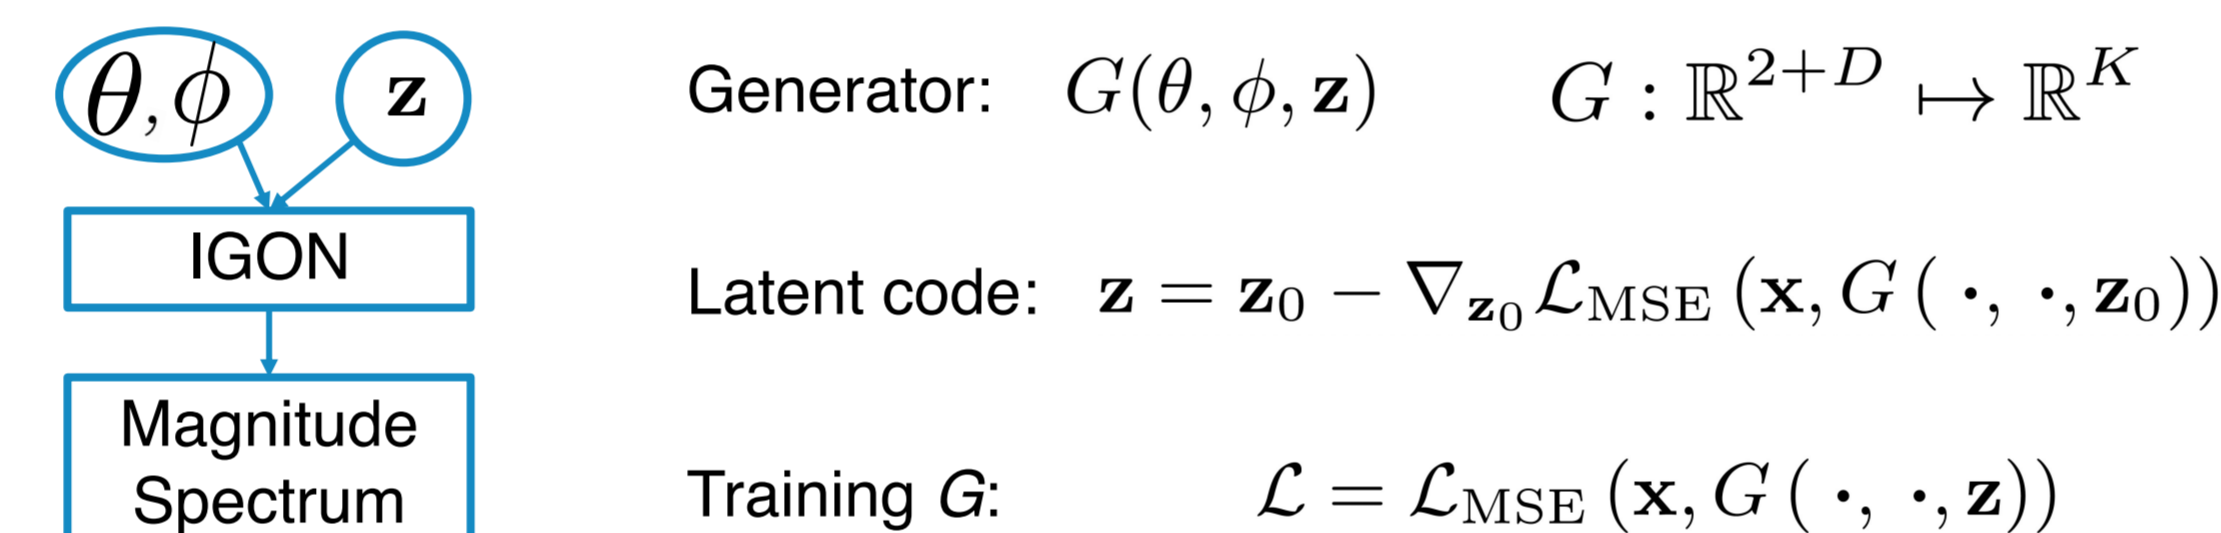 θ,ϕ
z
IGON
Magnitude
Spectrum
Generator: G(θ, ϕ, z) G : ℝ^{2+D} ↦ ℝ^K
Latent code: z = z₀ − ∇_{z₀} ℒ_MSE (x, G ( ·, ·, z₀))
Training G: ℒ = ℒ_MSE (x, G ( ·, ·, z))